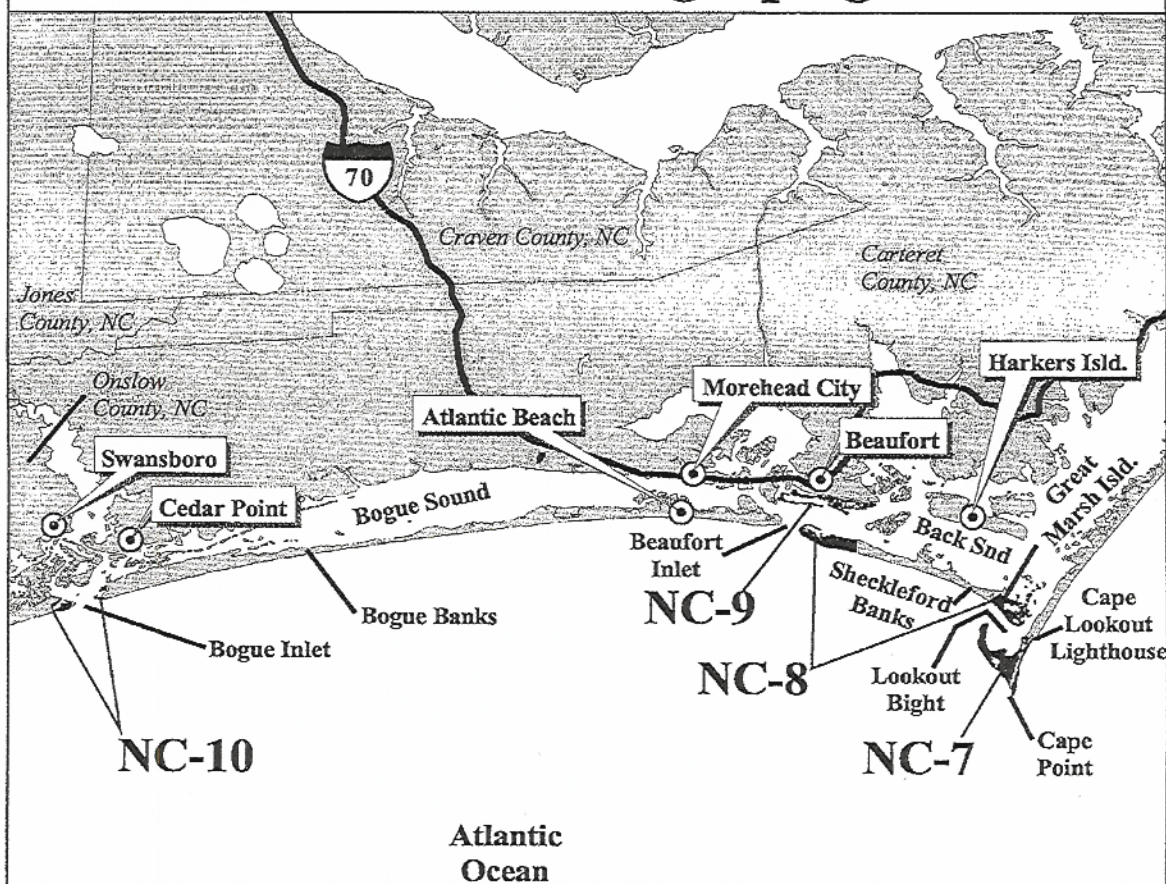 70
Craven County, NC
Carteret
County, NC
Jones
County, NC
Onslow
County, NC
Harkers Isld.
Morehead City
Atlantic Beach
Beaufort
Swansboro
Cedar Point
Bogue Sound
Great
Marsh Isld.
Back Snd
Beaufort
Inlet
Sheckleford
Banks
NC-9
Cape
Lookout
Lighthouse
Bogue Banks
Bogue Inlet
NC-8
Lookout
Bight
NC-10
NC-7
Cape
Point
Atlantic
Ocean